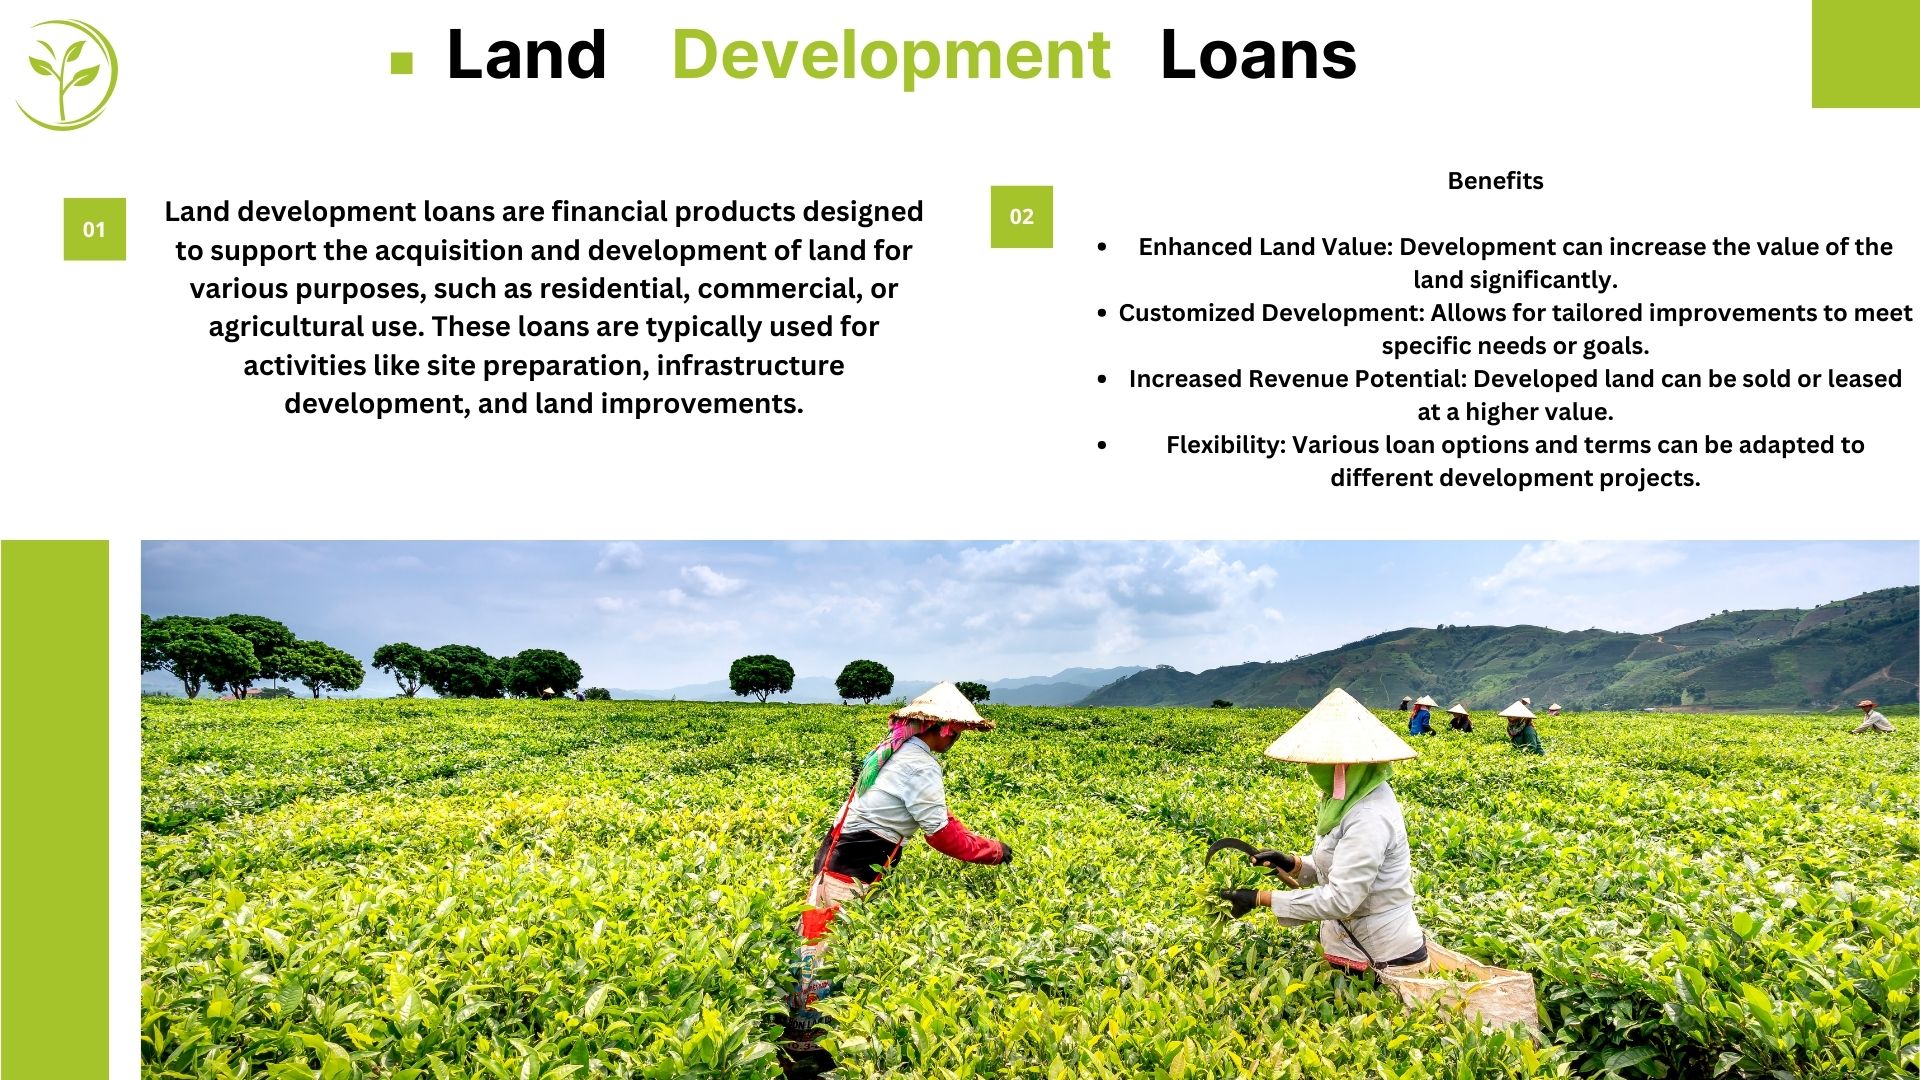 Land Development Loans
01
Land development loans are financial products designed
to support the acquisition and development of land for
various purposes, such as residential, commercial, or
agricultural use. These loans are typically used for
activities like site preparation, infrastructure
development, and land improvements.
02
Benefits
• Enhanced Land Value: Development can increase the value of the
land significantly.
• Customized Development: Allows for tailored improvements to meet
specific needs or goals.
• Increased Revenue Potential: Developed land can be sold or leased
at a higher value.
• Flexibility: Various loan options and terms can be adapted to
different development projects.